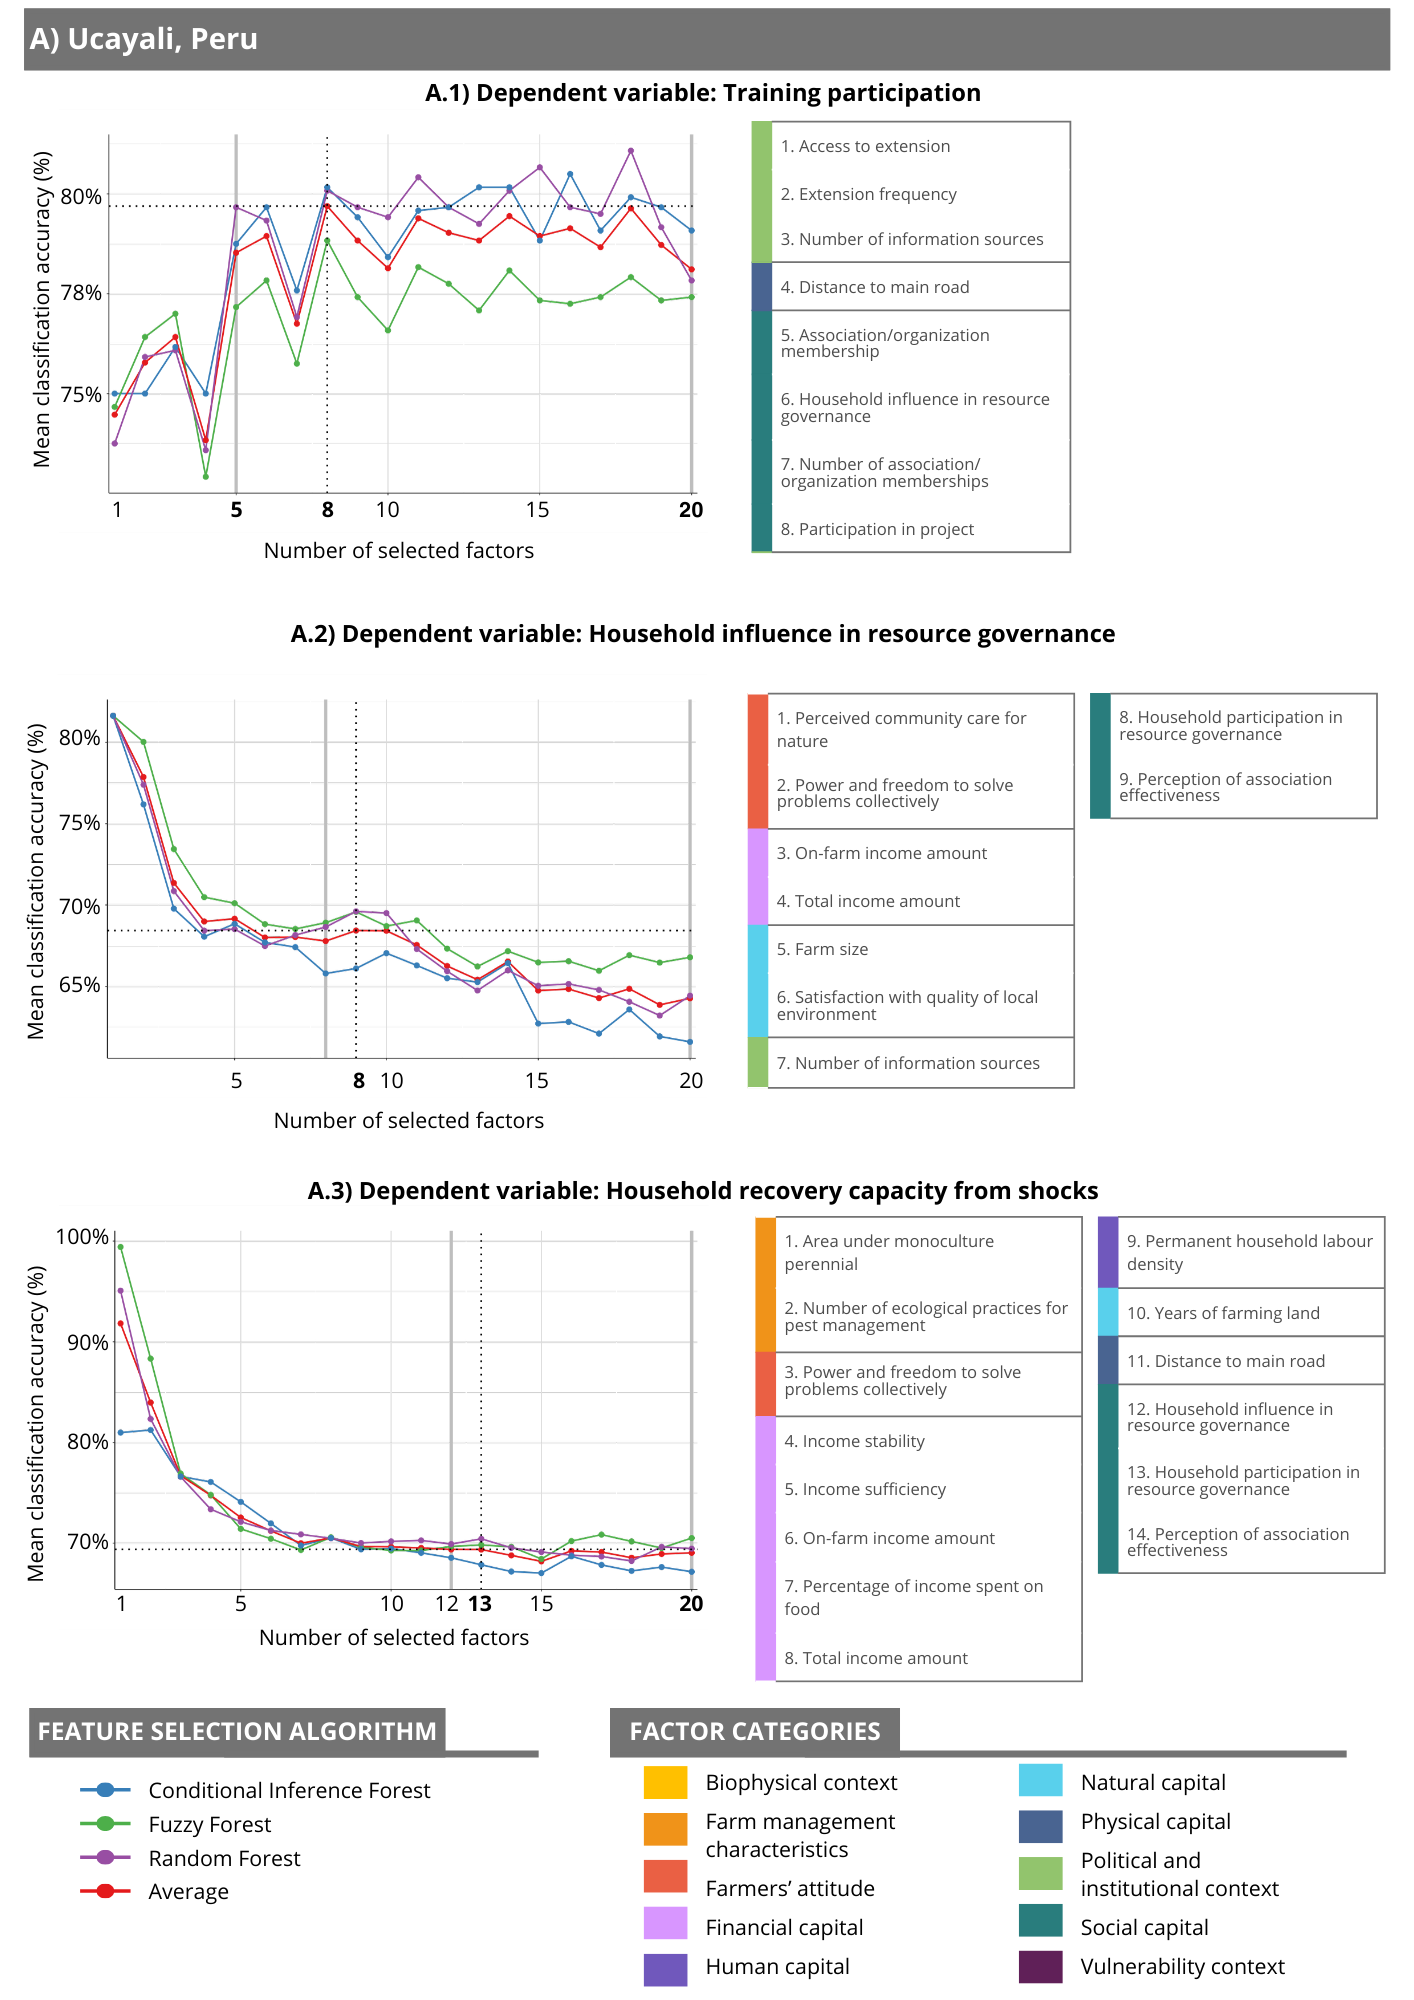 A) Ucayali, Peru
A.1) Dependent variable: Training participation
Mean classification accuracy (%)
80%
78%
75%
1
5
8
10
15
20
Number of selected factors
1. Access to extension
2. Extension frequency
3. Number of information sources
4. Distance to main road
5. Association/organization
membership
6. Household influence in resource
governance
7. Number of association/
organization memberships
8. Participation in project
A.2) Dependent variable: Household influence in resource governance
Mean classification accuracy (%)
80%
75%
70%
65%
5
8
10
15
20
Number of selected factors
1. Perceived community care for
nature
2. Power and freedom to solve
problems collectively
3. On-farm income amount
4. Total income amount
5. Farm size
6. Satisfaction with quality of local
environment
7. Number of information sources
8. Household participation in
resource governance
9. Perception of association
effectiveness
A.3) Dependent variable: Household recovery capacity from shocks
Mean classification accuracy (%)
100%
90%
80%
70%
1
5
10
12
13
15
20
Number of selected factors
1. Area under monoculture
perennial
2. Number of ecological practices for
pest management
3. Power and freedom to solve
problems collectively
4. Income stability
5. Income sufficiency
6. On-farm income amount
7. Percentage of income spent on
food
8. Total income amount
9. Permanent household labour
density
10. Years of farming land
11. Distance to main road
12. Household influence in
resource governance
13. Household participation in
resource governance
14. Perception of association
effectiveness
FEATURE SELECTION ALGORITHM
Conditional Inference Forest
Fuzzy Forest
Random Forest
Average
FACTOR CATEGORIES
Biophysical context
Farm management
characteristics
Farmers’ attitude
Financial capital
Human capital
Natural capital
Physical capital
Political and
institutional context
Social capital
Vulnerability context